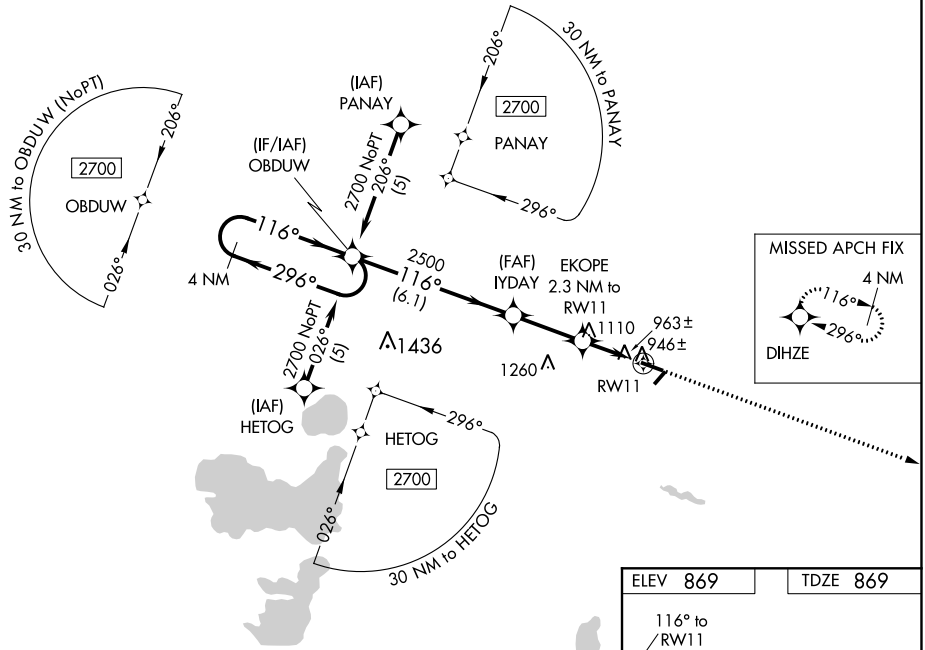 30 NM to OBDUW (NoPT)
206°
2700
OBDUW
026°
(IAF)
PANAY
2700 NoPT
206°
(5)
(IF/IAF)
OBDUW
206°
30 NM to PANAY
2700
PANAY
296°
116°
296°
4 NM
2500
116°
(6.1)
(FAF)
IYDAY
EKOPE
2.3 NM to
RW11
1110
963±
946±
1260
RW11
1436
2700 NoPT
026°
(5)
(IAF)
HETOG
HETOG
296°
2700
026°
30 NM to HETOG
MISSED APCH FIX
4 NM
116°
296°
DIHZE
ELEV 869
TDZE 869
116° to
RW11